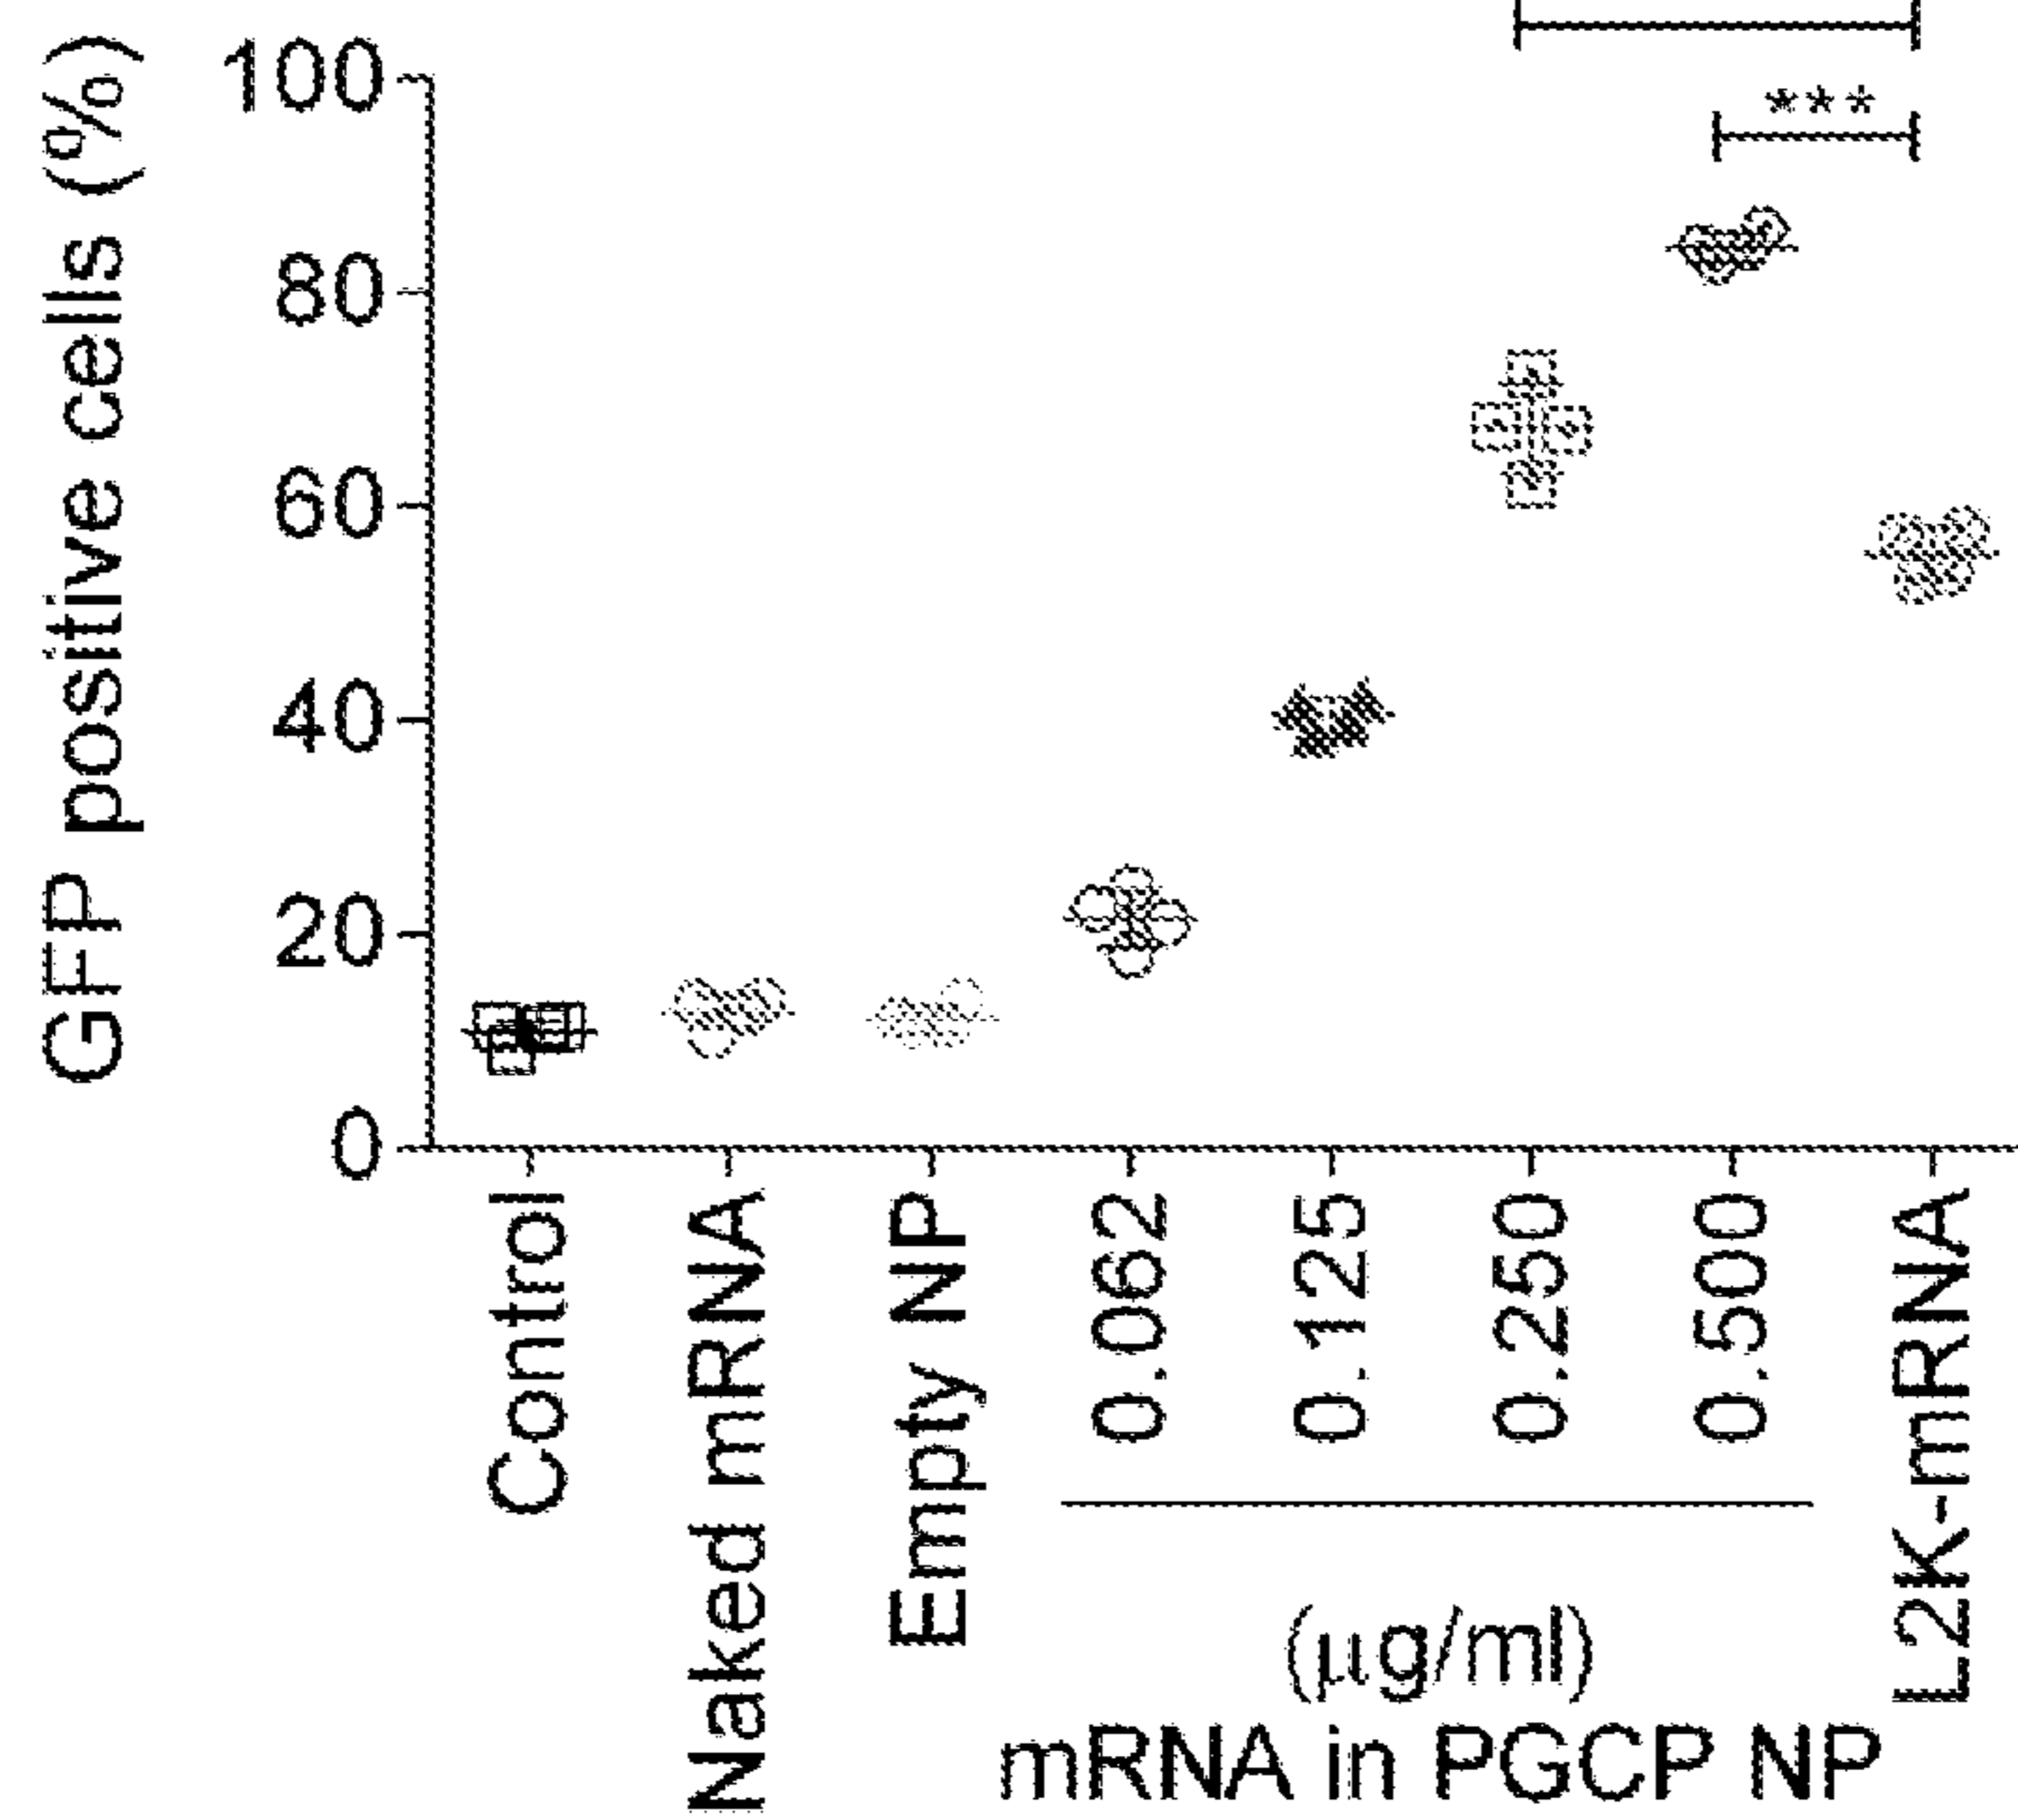 GFP positive cells (%)
100
80
60
40
20
0
***
Control
Naked mRNA
Empty NP
0.062
0.125
0.250
0.500
L2K-mRNA
(µg/ml)
mRNA in PGCP NP